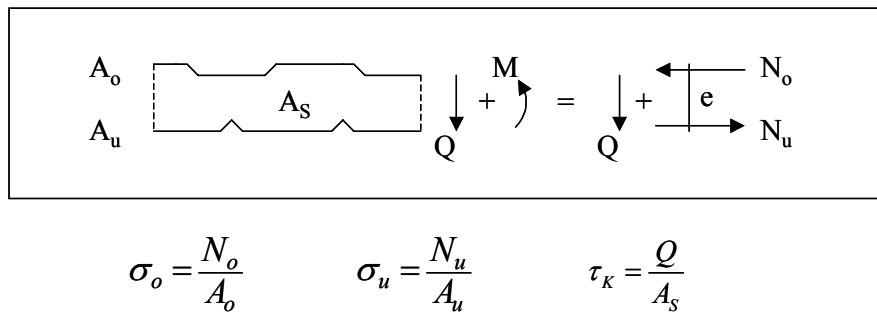 A_o M N_o
A_S + = + e
A_u Q Q N_u
σ_o = N_o / A_o σ_u = N_u / A_u τ_K = Q / A_S